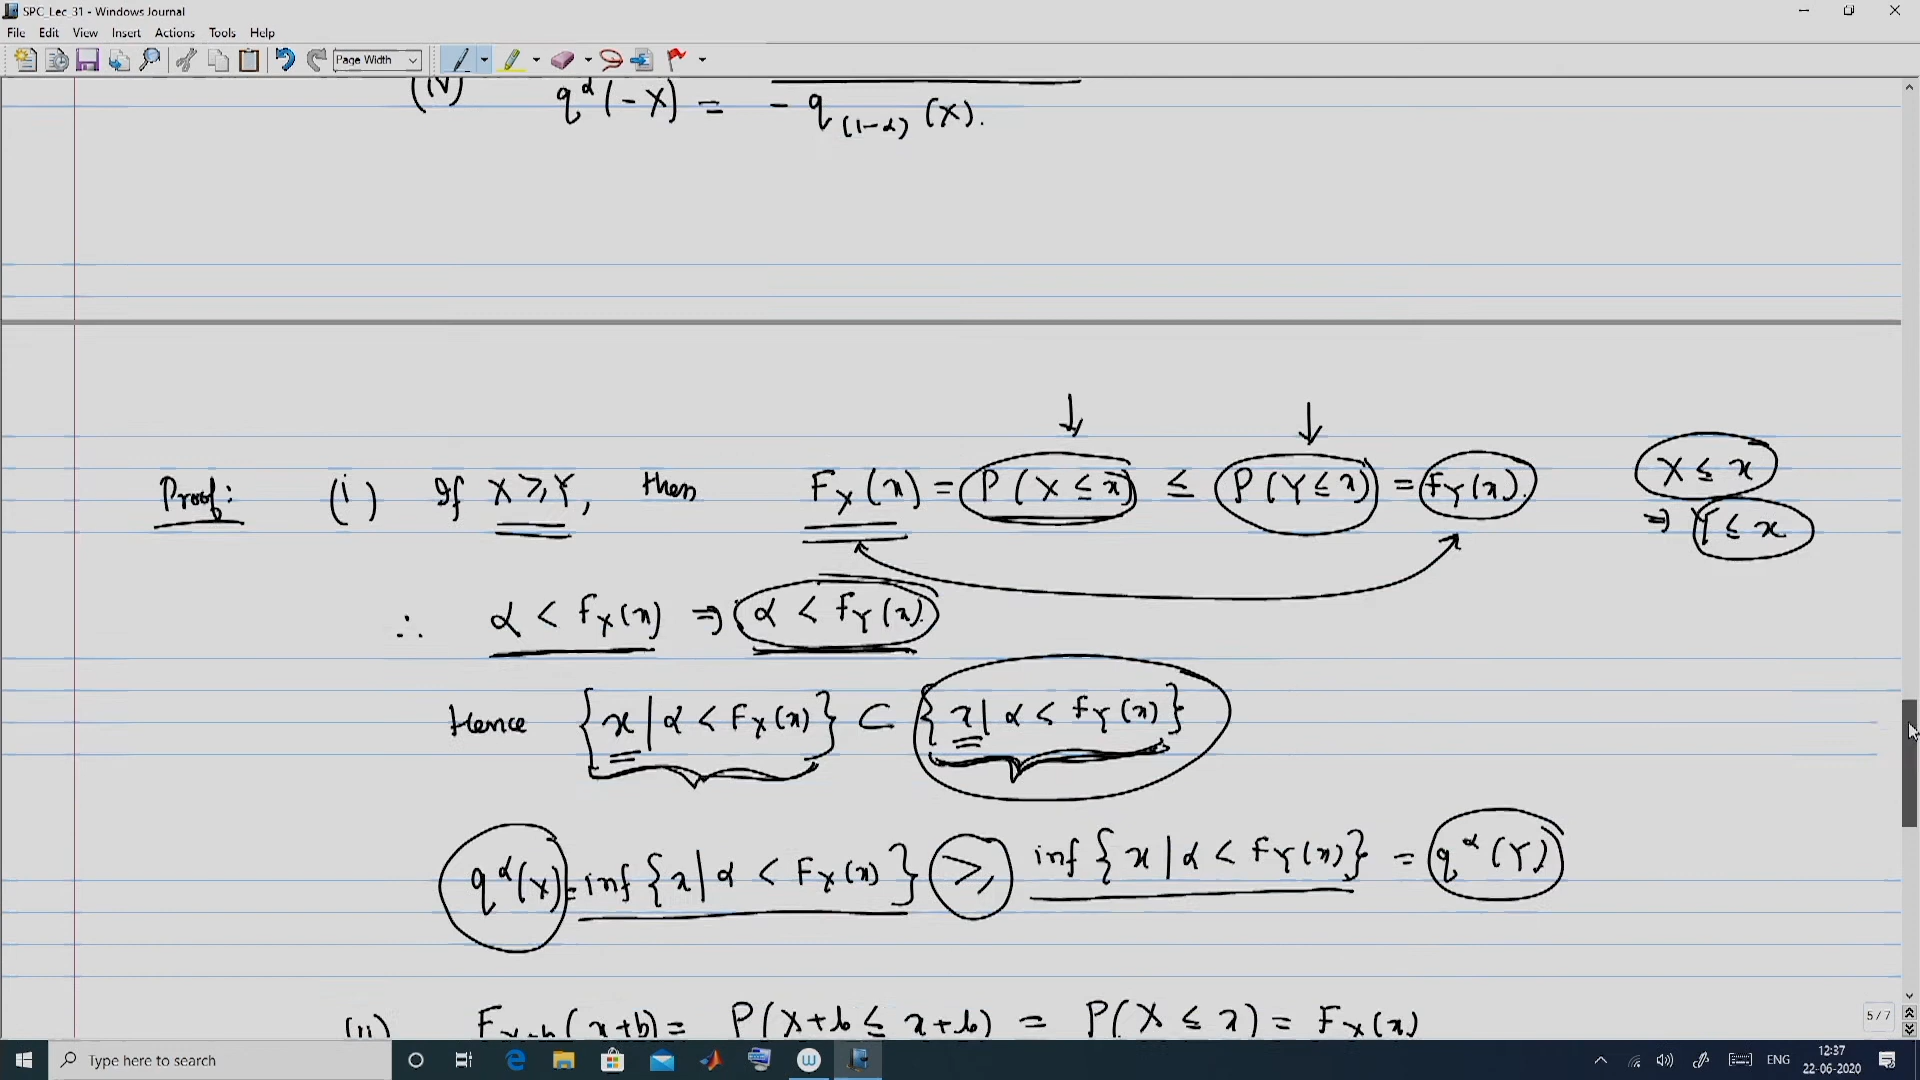 SPC_Lec 31 - Windows Journal
File Edit View Insert Actions Tools Help
Page Width
(iv) q^α(-X) = - q_(1-α) (X).
Proof: (i) If X ≥ Y, then F_X(x) = P(X ≤ x) ≤ P(Y ≤ x) = F_Y(x). X ≤ x
⇒ Y ≤ x
∴ α < F_X(x) ⇒ α < F_Y(x).
Hence {x | α < F_X(x)} ⊂ {x | α < F_Y(x)}
q^α(X) = inf {x | α < F_X(x)} ≥ inf {x | α < F_Y(x)} = q^α(Y)
(ii) F_X+b(x+b) = P(X+b ≤ x+b) = P(X ≤ x) = F_X(x)
5 / 7
Type here to search
ENG
12:37
22-06-2020